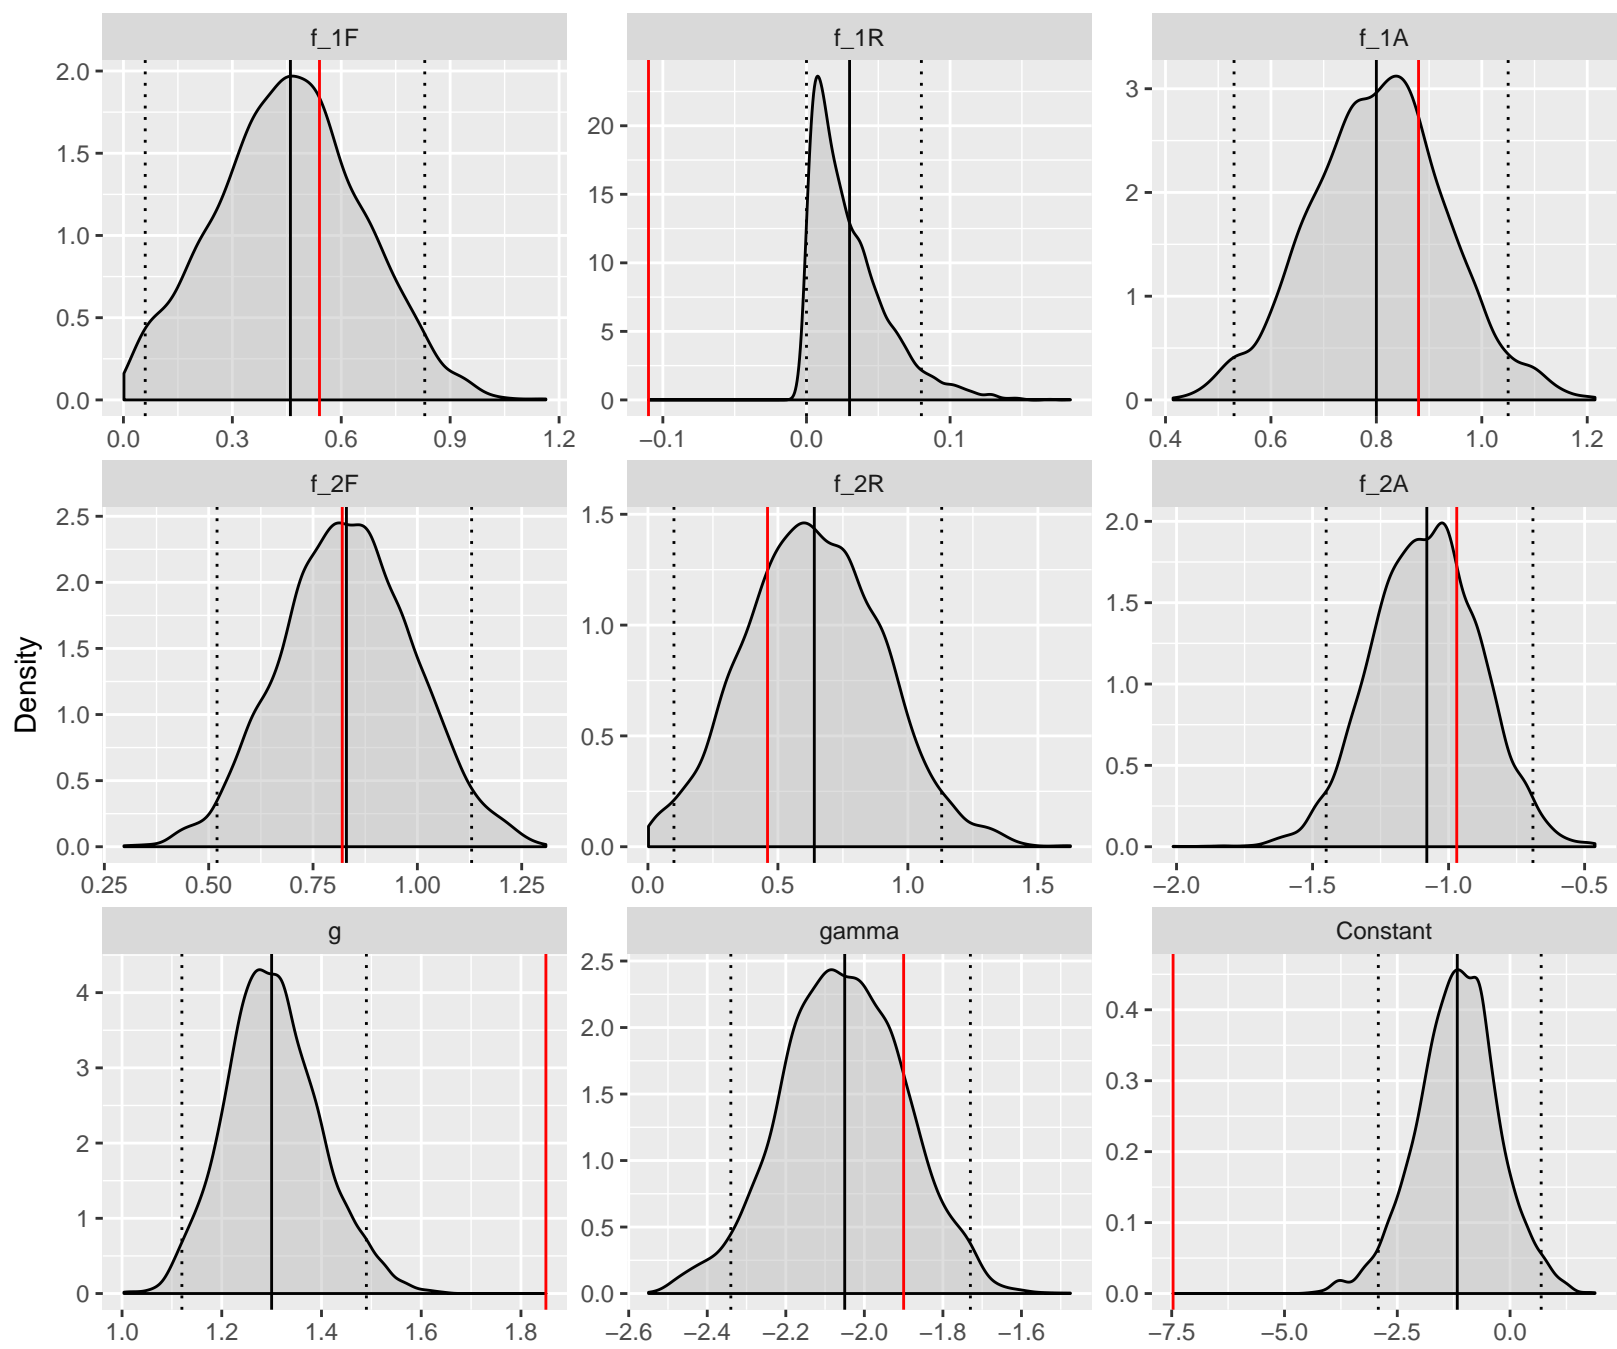 f_1F f_1R f_1A
2.0 1.5 1.0 0.5 0.0
20 15 10 5 0
3 2 1 0
0.0 0.3 0.6 0.9 1.2
−0.1 0.0 0.1
0.4 0.6 0.8 1.0 1.2
f_2F f_2R f_2A
2.5 2.0 1.5 1.0 0.5 0.0
1.5 1.0 0.5 0.0
2.0 1.5 1.0 0.5 0.0
0.25 0.50 0.75 1.00 1.25
0.0 0.5 1.0 1.5
−2.0 −1.5 −1.0 −0.5
Density
g gamma Constant
4 3 2 1 0
2.5 2.0 1.5 1.0 0.5 0.0
0.4 0.3 0.2 0.1 0.0
1.0 1.2 1.4 1.6 1.8
−2.6 −2.4 −2.2 −2.0 −1.8 −1.6
−7.5 −5.0 −2.5 0.0